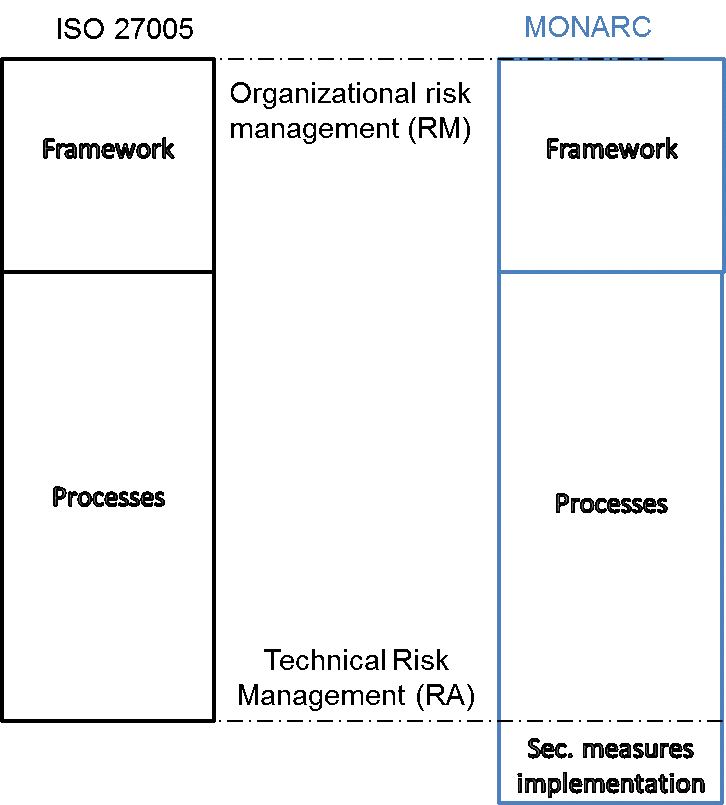 ISO 27005
MONARC
Organizational risk
management (RM)
Framework
Framework
Processes
Processes
Technical Risk
Management (RA)
Sec. measures
implementation